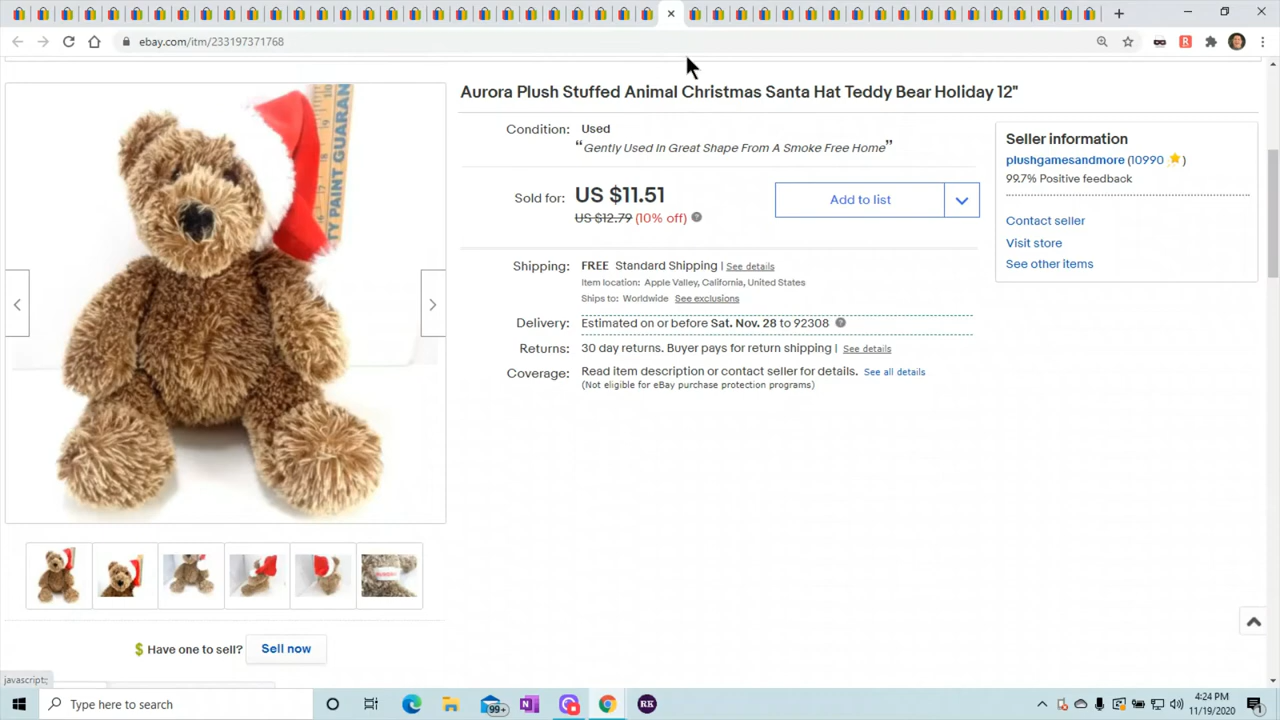 ebay.com/itm/233197371768
Aurora Plush Stuffed Animal Christmas Santa Hat Teddy Bear Holiday 12"
Condition: Used
"Gently Used In Great Shape From A Smoke Free Home"
Sold for: US $11.51
US $12.79 (10% off)
Add to list
Shipping: FREE Standard Shipping | See details
Item location: Apple Valley, California, United States
Ships to: Worldwide See exclusions
Delivery: Estimated on or before Sat. Nov. 28 to 92308
Returns: 30 day returns. Buyer pays for return shipping | See details
Coverage: Read item description or contact seller for details. See all details
(Not eligible for eBay purchase protection programs)
Seller information
plushgamesandmore (10990 )
99.7% Positive feedback
Contact seller
Visit store
See other items
TY PAINT GUARAN
Have one to sell? Sell now
javascript:;
Type here to search
99+
RK
4:24 PM
11/19/2020